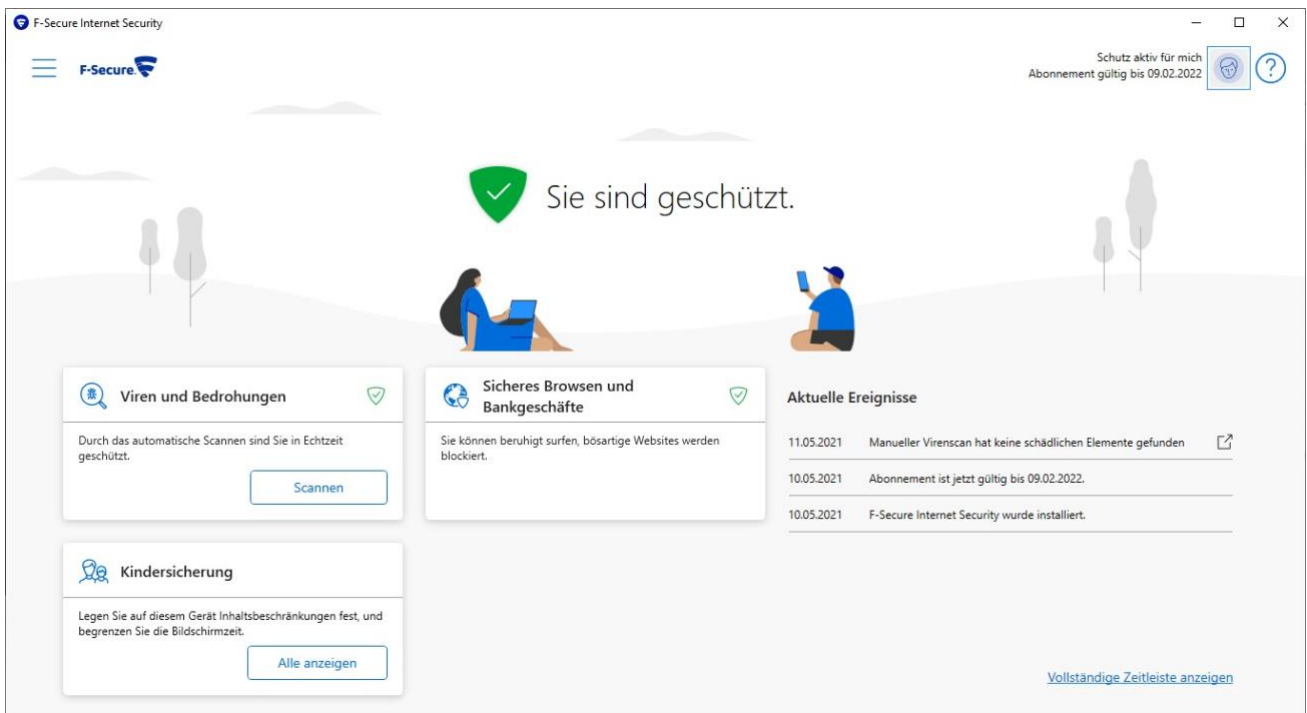 F-Secure Internet Security
F-Secure.
Schutz aktiv für mich
Abonnement gültig bis 09.02.2022
?
Sie sind geschützt.
Viren und Bedrohungen
Durch das automatische Scannen sind Sie in Echtzeit
geschützt.
Scannen
Sicheres Browsen und
Bankgeschäfte
Sie können beruhigt surfen, bösartige Websites werden
blockiert.
Aktuelle Ereignisse
11.05.2021 Manueller Virenscan hat keine schädlichen Elemente gefunden
10.05.2021 Abonnement ist jetzt gültig bis 09.02.2022.
10.05.2021 F-Secure Internet Security wurde installiert.
Kindersicherung
Legen Sie auf diesem Gerät Inhaltsbeschränkungen fest, und
begrenzen Sie die Bildschirmzeit.
Alle anzeigen
Vollständige Zeitleiste anzeigen